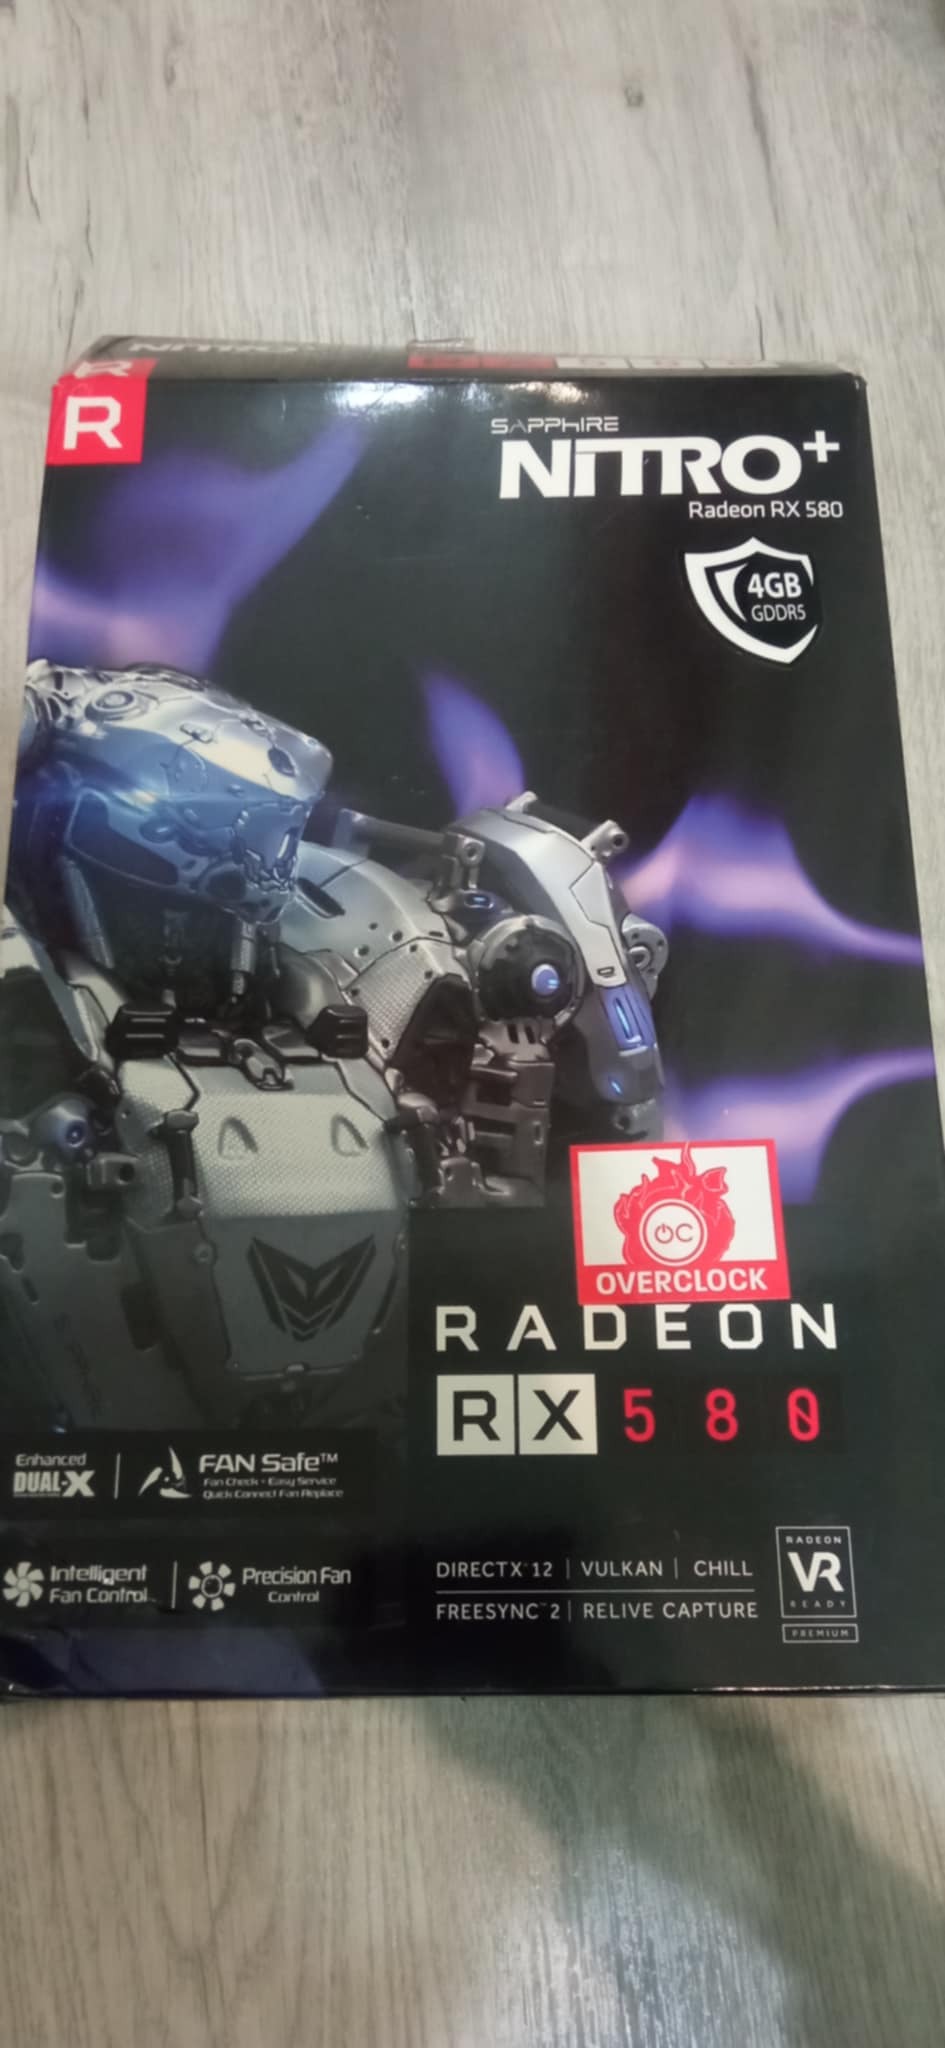 NITRO+
R
R
SAPPHIRE
NITRO+
Radeon RX 580
4GB
GDDR5
OC
OVERCLOCK
RADEON
RX 580
Enhanced
DUAL-X
FAN Safe™
Fan Check • Easy Service
Quick Connect Fan Replace
Intelligent
Fan Control
Precision Fan
Control
DIRECTX® 12 | VULKAN | CHILL
FREESYNC™ 2 | RELIVE CAPTURE
RADEON
VR
READY
PREMIUM